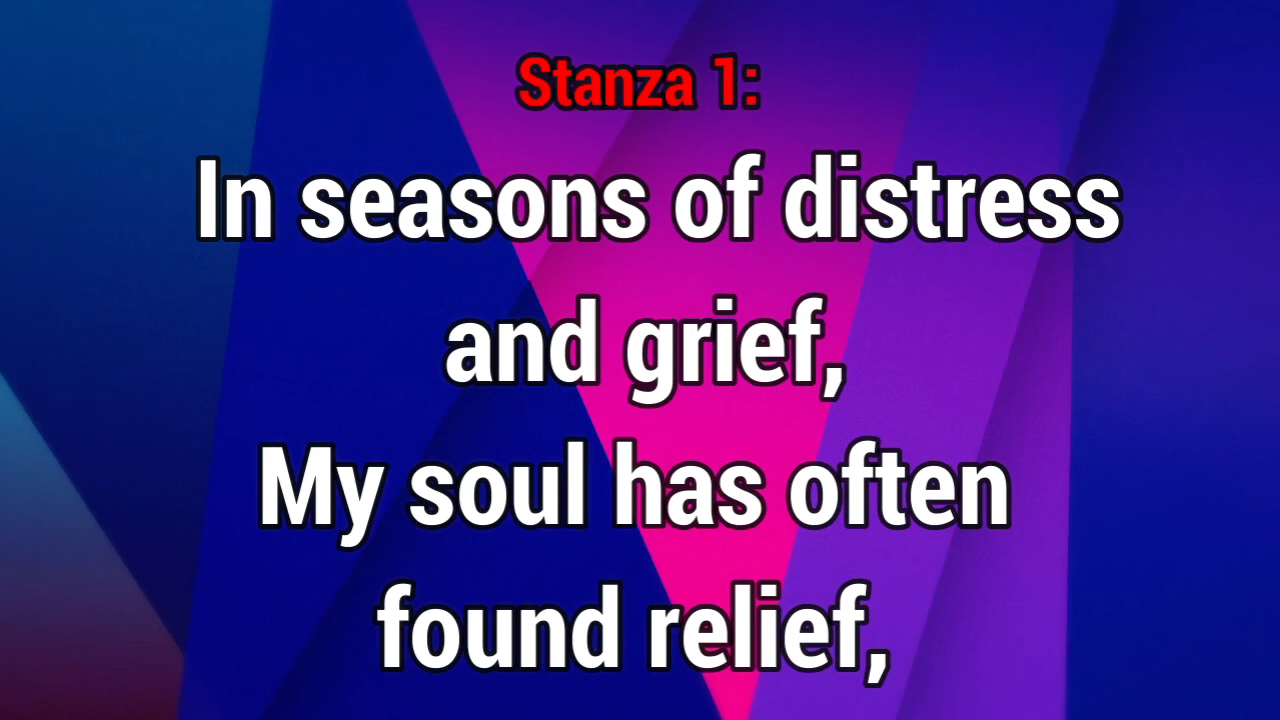 Stanza 1:
In seasons of distress
and grief,
My soul has often
found relief,